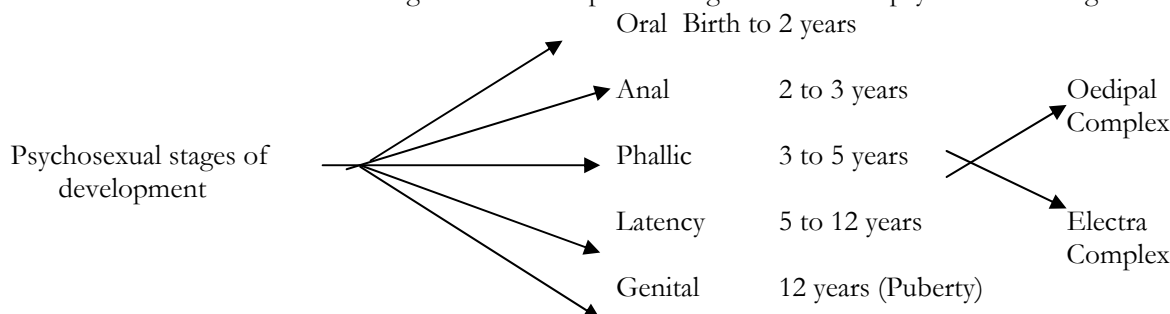 Oral Birth to 2 years
Anal 2 to 3 years Oedipal
Complex
Psychosexual stages of Phallic 3 to 5 years
development
Latency 5 to 12 years Electra
Complex
Genital 12 years (Puberty)